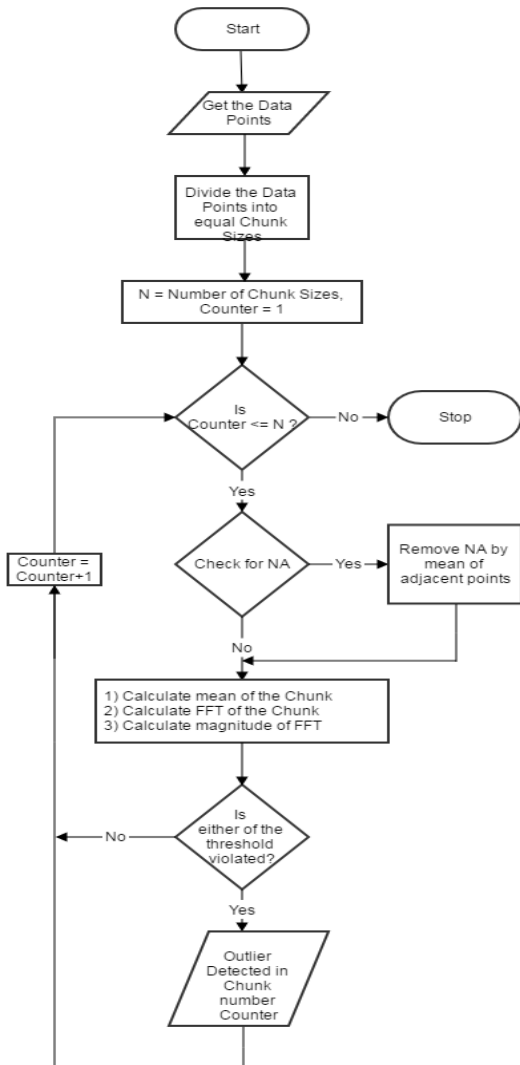 Start
Get the Data
Points
Divide the Data
Points into
equal Chunk
Sizes
N = Number of Chunk Sizes,
Counter = 1
Is
Counter <= N ?
No
Stop
Yes
Check for NA
Yes
Remove NA by
mean of
adjacent points
Counter =
Counter+1
No
1) Calculate mean of the Chunk
2) Calculate FFT of the Chunk
3) Calculate magnitude of FFT
Is
either of the
threshold
violated?
No
Yes
Outlier
Detected in
Chunk
number
Counter